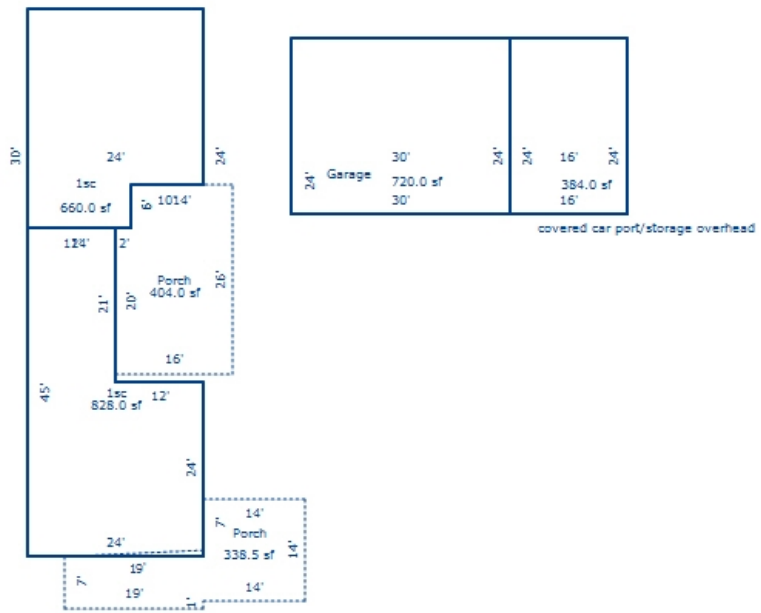 30'
24'
24'
1sc
660.0 sf
6'
1014'
2'
21'
20'
Porch
404.0 sf
26'
16'
45'
1sc
828.0 sf
12'
24'
24'
7'
14'
Porch
338.5 sf
14'
14'
7'
19'
19'
1'
24'
Garage
30'
720.0 sf
30'
24'
24'
16'
384.0 sf
16'
24'
covered car port/storage overhead